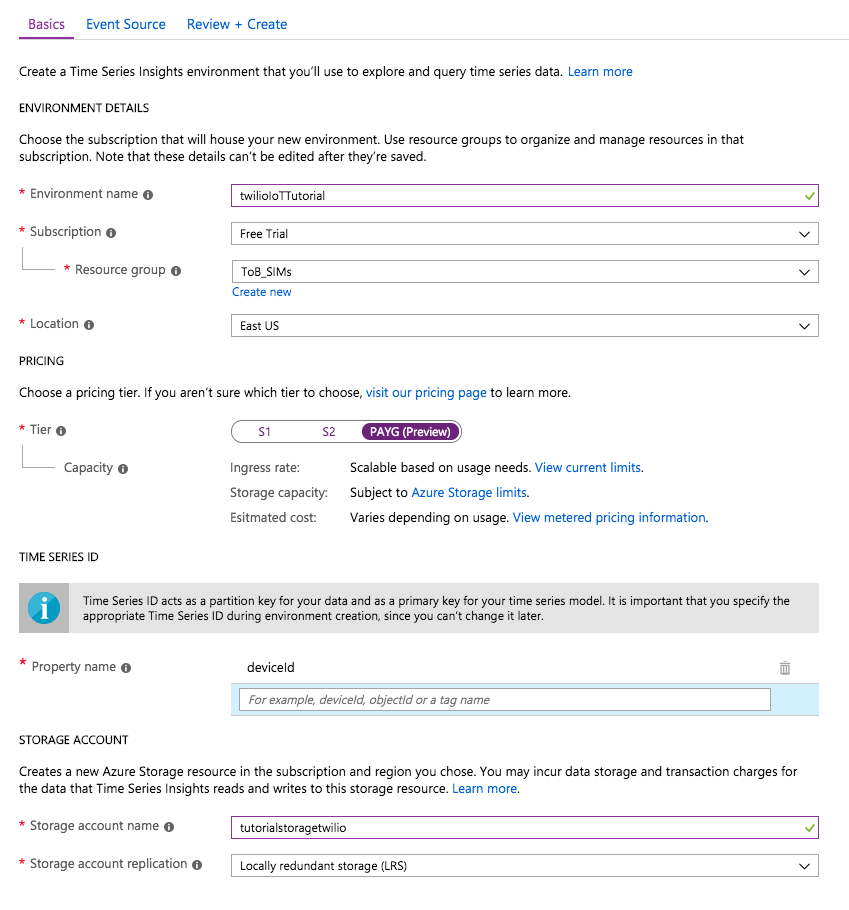 Basics Event Source Review + Create
Create a Time Series Insights environment that you'll use to explore and query time series data. Learn more
ENVIRONMENT DETAILS
Choose the subscription that will house your new environment. Use resource groups to organize and manage resources in that
subscription. Note that these details can't be edited after they're saved.
* Environment name twilioIoTTutorial
* Subscription Free Trial
* Resource group ToB_SIMs
Create new
* Location East US
PRICING
Choose a pricing tier. If you aren't sure which tier to choose, visit our pricing page to learn more.
* Tier S1 S2 PAYG (Preview)
Capacity Ingress rate: Scalable based on usage needs. View current limits.
Storage capacity: Subject to Azure Storage limits.
Esitmated cost: Varies depending on usage. View metered pricing information.
TIME SERIES ID
Time Series ID acts as a partition key for your data and as a primary key for your time series model. It is important that you specify the
appropriate Time Series ID during environment creation, since you can't change it later.
* Property name deviceId
For example, deviceId, objectId or a tag name
STORAGE ACCOUNT
Creates a new Azure Storage resource in the subscription and region you chose. You may incur data storage and transaction charges for
the data that Time Series Insights reads and writes to this storage resource. Learn more.
* Storage account name tutorialstoragetwilio
* Storage account replication Locally redundant storage (LRS)